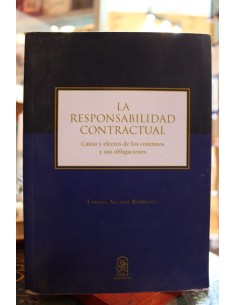 LA
RESPONSABILIDAD
CONTRACTUAL
Causas y efectos de los contratos
y sus obligaciones